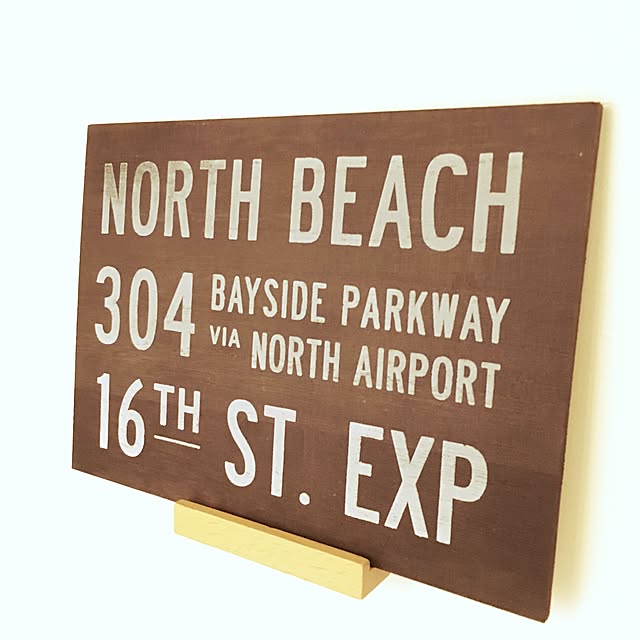 NORTH BEACH
304 BAYSIDE PARKWAY
VIA NORTH AIRPORT
16TH ST. EXP